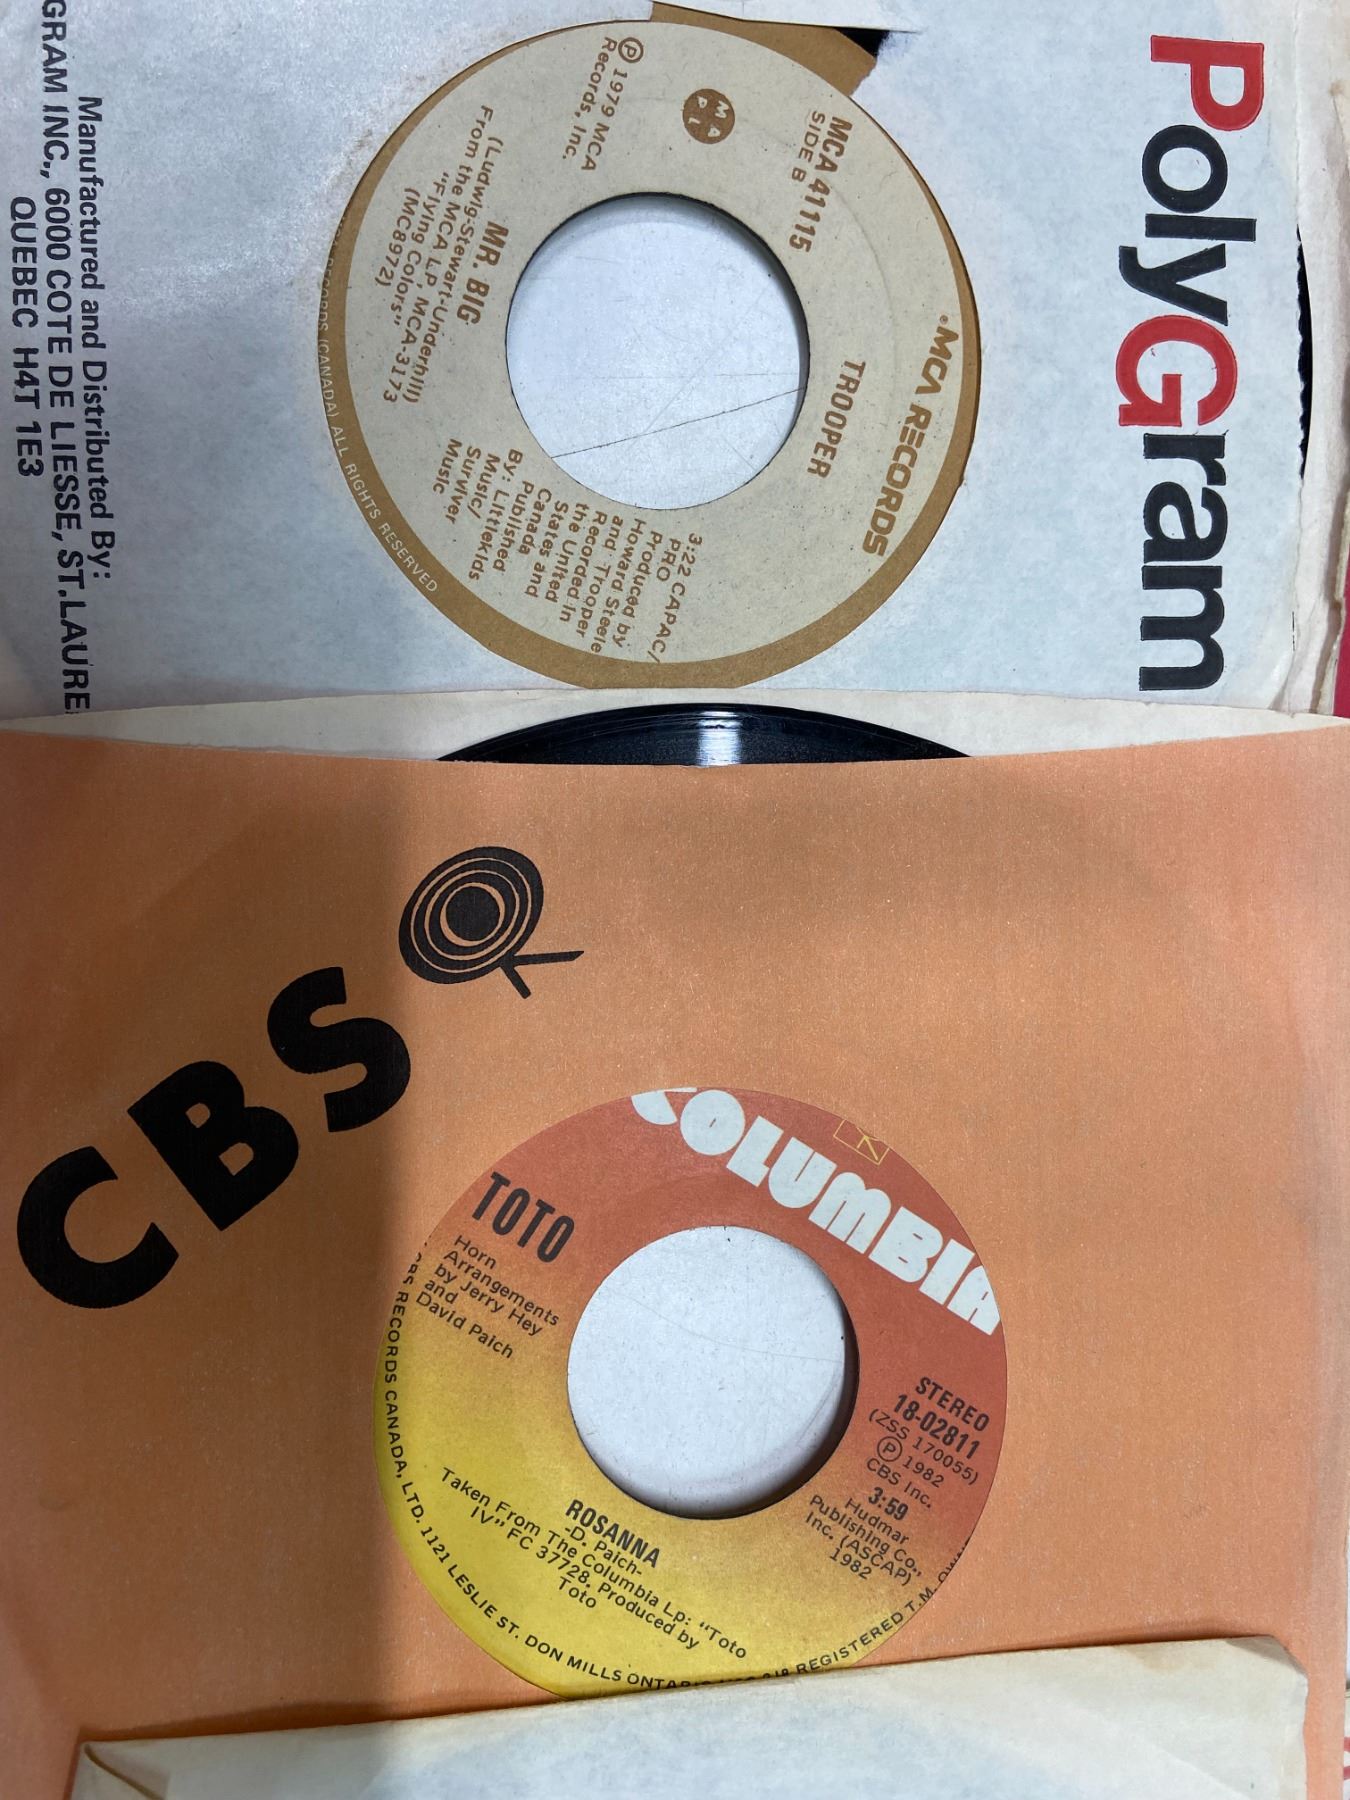 PolyGram
Manufactured and Distributed By:
GRAM INC., 6000 COTE DE LIESSE, ST.LAURE
QUEBEC H4T 1E3
MCA RECORDS
TROOPER
MCA 41115
SIDE B
MAPL
Ⓟ 1979 MCA
Records, Inc.
3:22 CAPAC/
PRO
Produced by
Howard Steele
and Trooper
Recorded in
the United
States and
Canada
Published
By: Littlekids
Music/
Surviver
Music
MR. BIG
(Ludwig-Stewart-Underhill)
From the MCA LP, MCA-3173
"Flying Colors"
(MC8972)
RECORDS (CANADA) ALL RIGHTS RESERVED
CBS
COLUMBIA
TOTO
Horn
Arrangements
by Jerry Hey
and
David Paich
STEREO
18-02811
(ZSS 170055)
Ⓟ 1982
CBS Inc.
3:59
Hudmar
Publishing Co.,
Inc. (ASCAP)
1982
ROSANNA
-D. Paich-
Taken From The Columbia Lp: "Toto
IV" FC 37728. Produced by
Toto
RECORDS CANADA, LTD. 1121 LESLIE ST. DON MILLS ONTAR
REGISTERED T.M. OWN